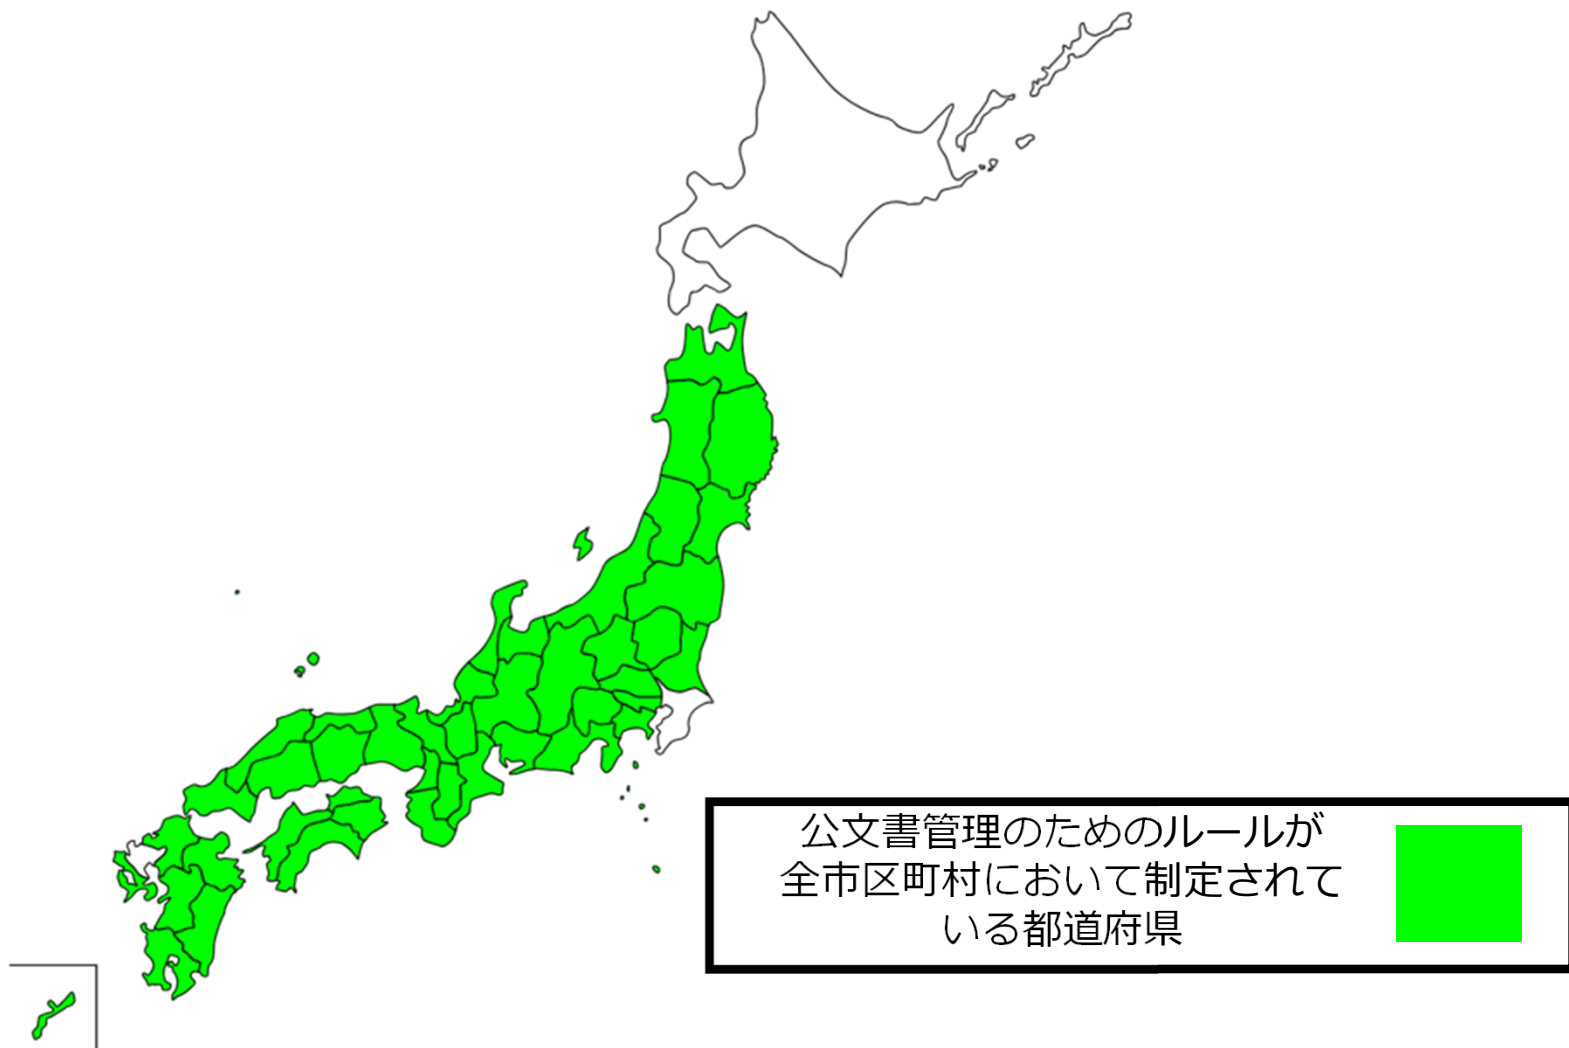 公文書管理のためのルールが
全市区町村において制定されて
いる都道府県